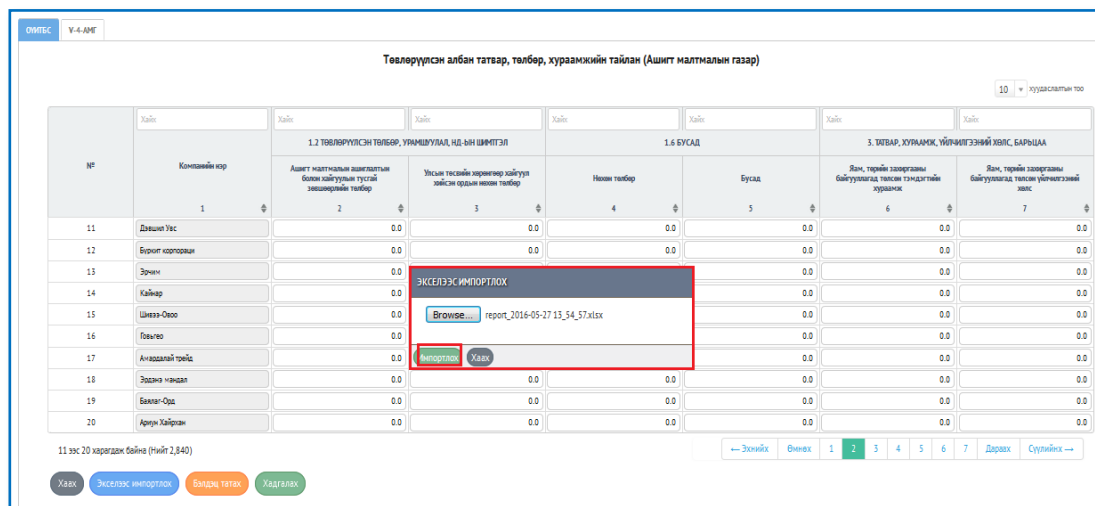 ОҮИТБС У-4-АМГ
Төвлөрүүлсэн албан татвар, төлбөр, хураамжийн тайлан (Ашигт малтмалын газар)
10 хуудаслалтын тоо
Хайх Хайх Хайх Хайх Хайх Хайх Хайх
1.2 ТӨВЛӨРҮҮЛСЭН ТӨЛБӨР, УРАМШУУЛАЛ, НД-ЫН ШИМТГЭЛ 1.6 БУСАД 3. ТАТВАР, ХУРААМЖ, ҮЙЛЧИЛГЭЭНИЙ ХӨЛС, БАРЬЦАА
№ Компанийн нэр
Ашигт малтмалын ашиглалтын болон хайгуулын тусгай зөвшөөрлийн төлбөр
Улсын төсвийн хөрөнгөөр хайгуул хийсэн ордын нөхөн төлбөр
Нөхөн төлбөр
Бусад
Яам, төрийн захиргааны байгууллагад төлсөн тэмдэгтийн хураамж
Яам, төрийн захиргааны байгууллагад төлсөн үйлчилгээний хөлс
1 2 3 4 5 6 7
11 Дэвшил Увс 0.0 0.0 0.0 0.0 0.0 0.0
12 Буркит корпораци 0.0 0.0 0.0 0.0 0.0 0.0
13 Эрчим 0.0 0.0 0.0 0.0
14 Кайнар 0.0 0.0 0.0 0.0
15 Шивээ-Овоо 0.0 0.0 0.0 0.0
16 Говьгео 0.0 0.0 0.0 0.0
17 Амардалай трейд 0.0 0.0 0.0 0.0
18 Эрдэнэ мандал 0.0 0.0 0.0 0.0 0.0 0.0
19 Баялаг-Орд 0.0 0.0 0.0 0.0 0.0 0.0
20 Ариун Хайрхан 0.0 0.0 0.0 0.0 0.0 0.0
ЭКСЕЛЭЭС ИМПОРТЛОХ
Browse... report_2016-05-27 13_54_57.xlsx
Импортлох Хаах
11 ээс 20 харагдаж байна (Нийт 2,840)
← Эхнийх Өмнөх 1 2 3 4 5 6 7 Дараах Сүүлийнх →
Хаах Экселээс импортлох Бэлдэц татах Хадгалах